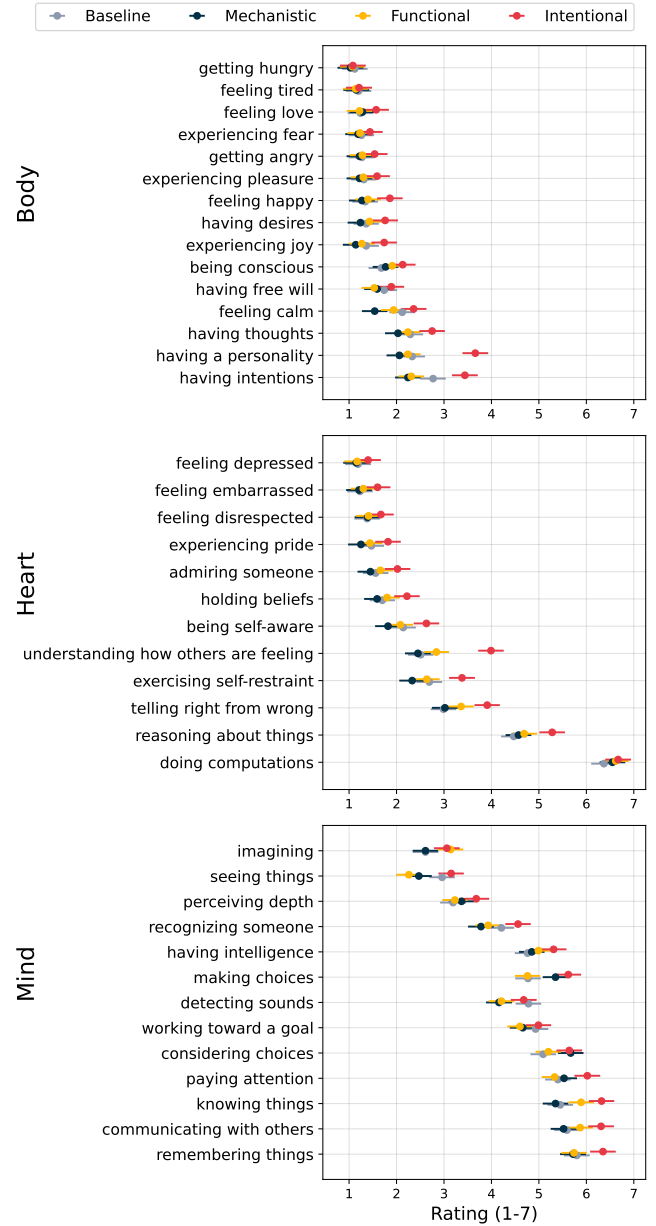 Baseline Mechanistic Functional Intentional
Body
getting hungry
feeling tired
feeling love
experiencing fear
getting angry
experiencing pleasure
feeling happy
having desires
experiencing joy
being conscious
having free will
feeling calm
having thoughts
having a personality
having intentions
1 2 3 4 5 6 7
Heart
feeling depressed
feeling embarrassed
feeling disrespected
experiencing pride
admiring someone
holding beliefs
being self-aware
understanding how others are feeling
exercising self-restraint
telling right from wrong
reasoning about things
doing computations
1 2 3 4 5 6 7
Mind
imagining
seeing things
perceiving depth
recognizing someone
having intelligence
making choices
detecting sounds
working toward a goal
considering choices
paying attention
knowing things
communicating with others
remembering things
1 2 3 4 5 6 7
Rating (1-7)